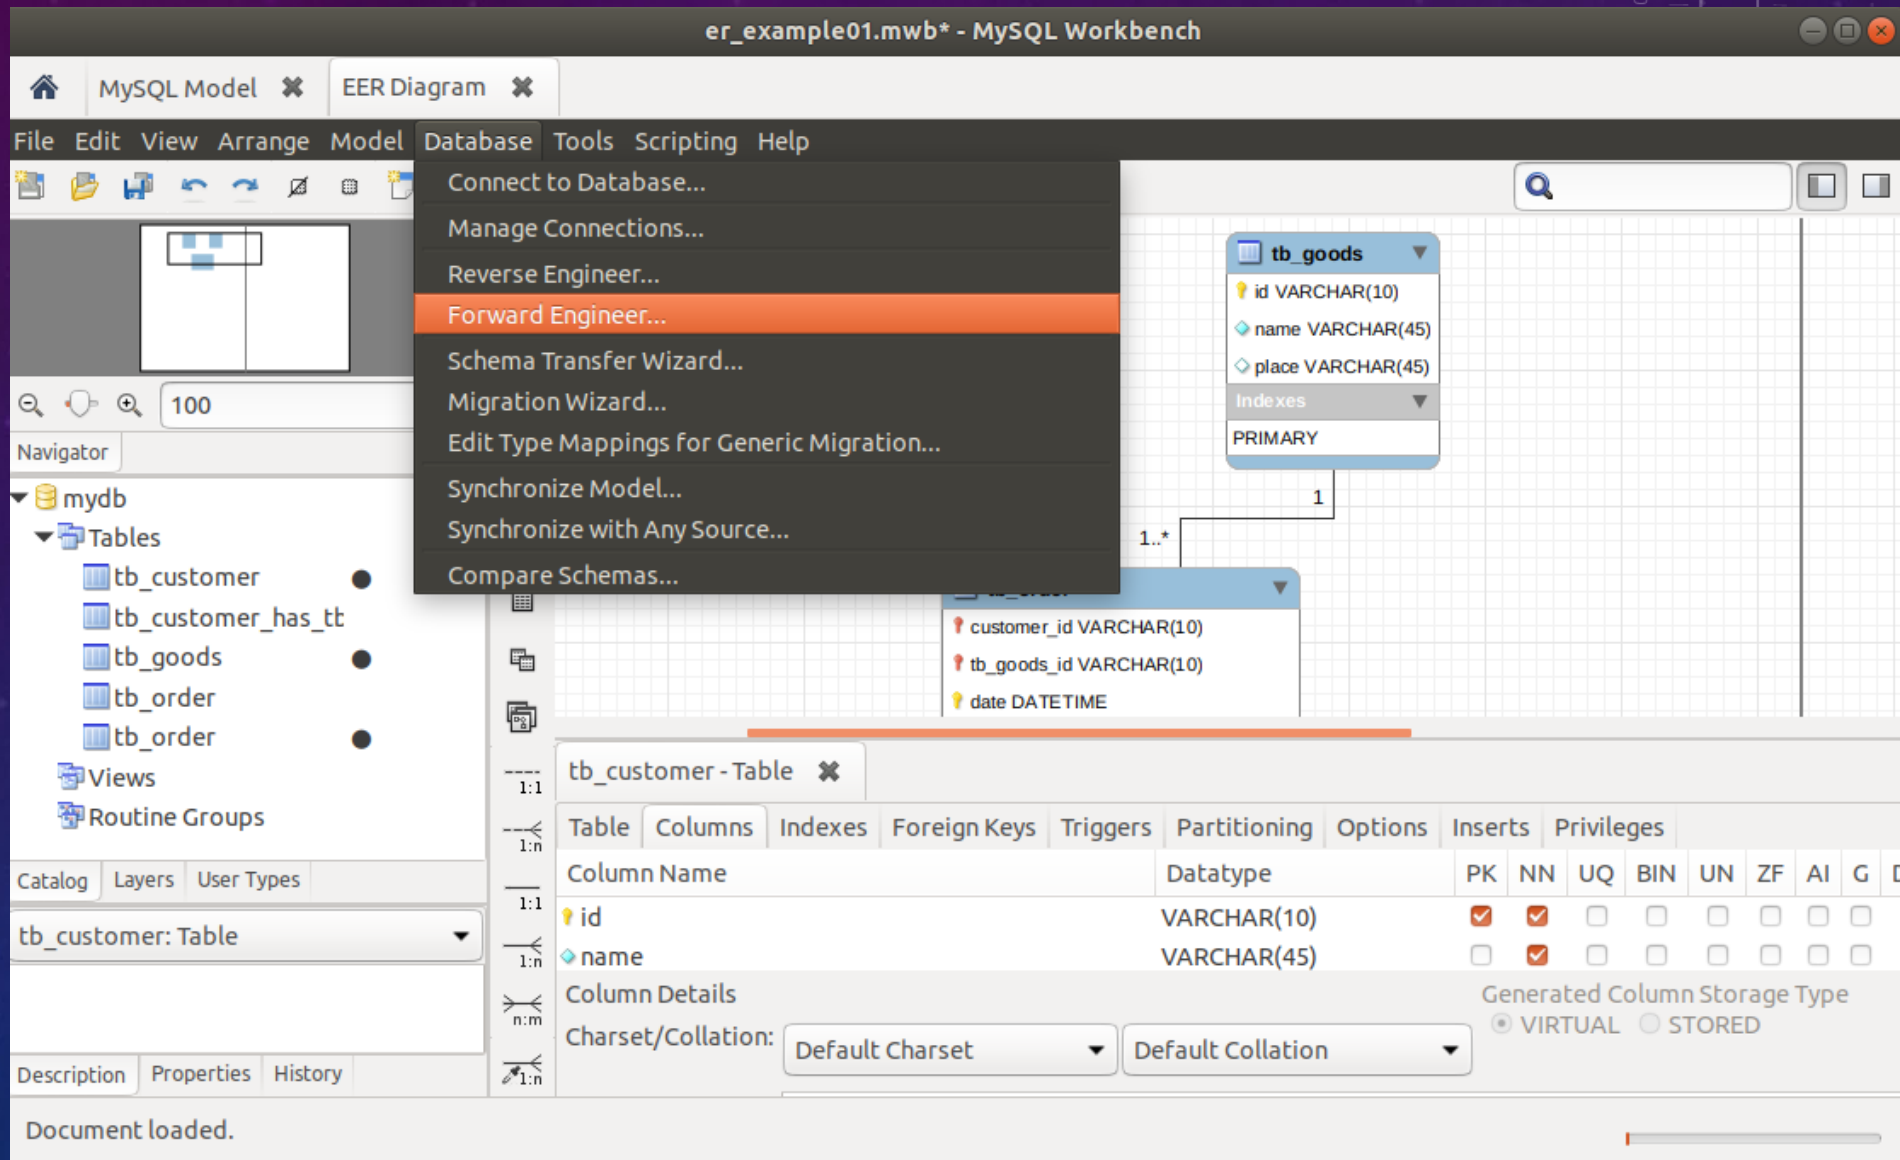 er_example01.mwb* - MySQL Workbench
MySQL Model
EER Diagram
File Edit View Arrange Model Database Tools Scripting Help
Connect to Database...
Manage Connections...
Reverse Engineer...
Forward Engineer...
Schema Transfer Wizard...
Migration Wizard...
Edit Type Mappings for Generic Migration...
Synchronize Model...
Synchronize with Any Source...
Compare Schemas...
100
Navigator
mydb
Tables
tb_customer
tb_customer_has_tb
tb_goods
tb_order
tb_order
Views
Routine Groups
Catalog Layers User Types
tb_customer: Table
Description Properties History
1:1
1:n
1:1
1:n
n:m
1:n
tb_goods
id VARCHAR(10)
name VARCHAR(45)
place VARCHAR(45)
Indexes
PRIMARY
1
1..*
customer_id VARCHAR(10)
tb_goods_id VARCHAR(10)
date DATETIME
tb_customer - Table
Table Columns Indexes Foreign Keys Triggers Partitioning Options Inserts Privileges
Column Name Datatype PK NN UQ BIN UN ZF AI G
id VARCHAR(10)
name VARCHAR(45)
Column Details
Generated Column Storage Type
VIRTUAL STORED
Charset/Collation: Default Charset Default Collation
Document loaded.